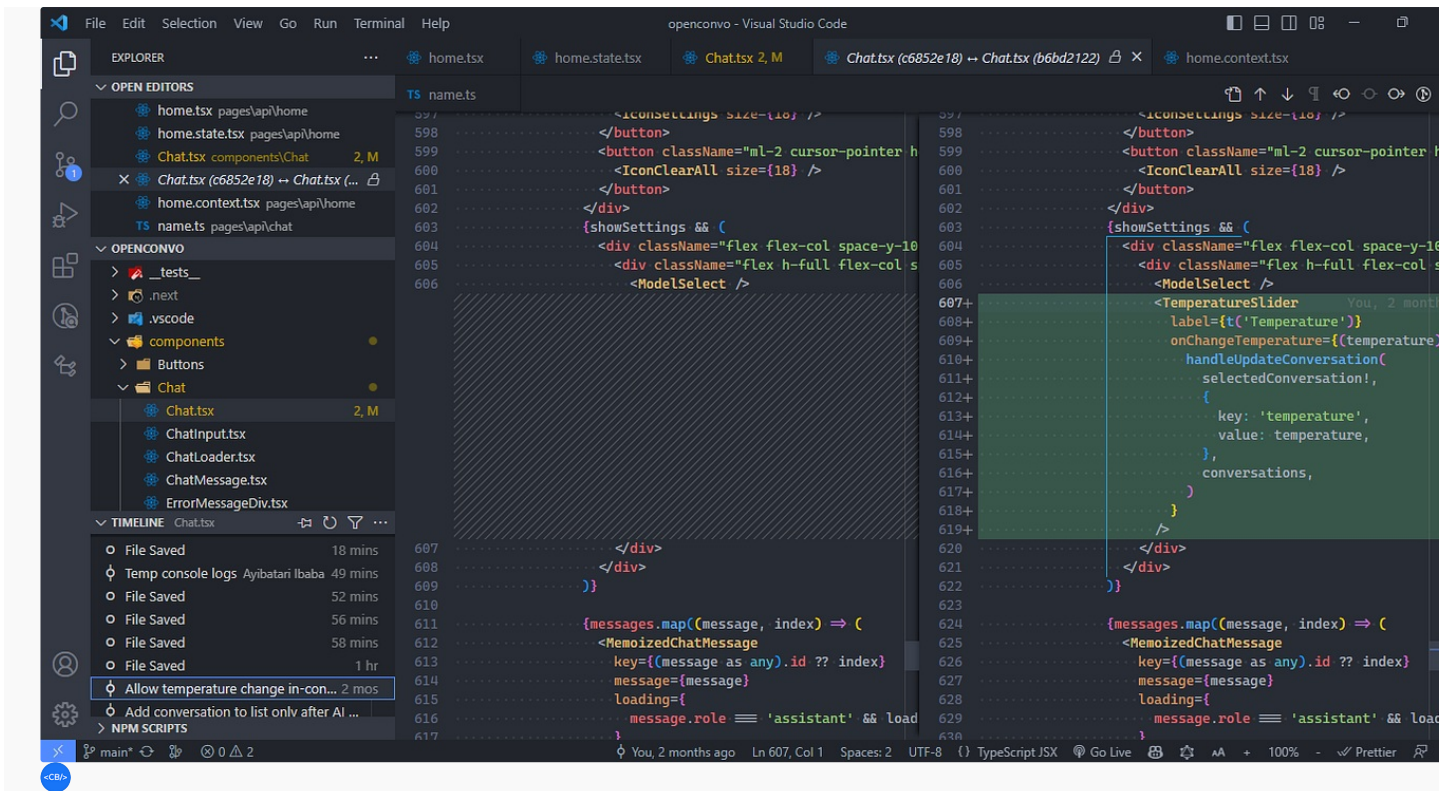 File Edit Selection View Go Run Terminal Help
openconvo - Visual Studio Code
EXPLORER
OPEN EDITORS
home.tsx pages\api\home
home.state.tsx pages\api\home
Chat.tsx components\Chat 2, M
Chat.tsx (c6852e18) ↔ Chat.tsx (...
home.context.tsx pages\api\home
TS name.ts pages\api\chat
OPENCONVO
__tests__
.next
.vscode
components
Buttons
Chat
Chat.tsx 2, M
ChatInput.tsx
ChatLoader.tsx
ChatMessage.tsx
ErrorMessageDiv.tsx
TIMELINE Chat.tsx
File Saved 18 mins
Temp console logs Ayibatari Ibaba 49 mins
File Saved 52 mins
File Saved 56 mins
File Saved 58 mins
File Saved 1 hr
Allow temperature change in-con... 2 mos
Add conversation to list only after AI ...
NPM SCRIPTS
home.tsx
home.state.tsx
Chat.tsx 2, M
Chat.tsx (c6852e18) ↔ Chat.tsx (b6bd2122)
home.context.tsx
TS name.ts
597 <IconSettings size={18} />
598 </button>
599 <button className="ml-2 cursor-pointer h
600 <IconClearAll size={18} />
601 </button>
602 </div>
603 {showSettings && (
604 <div className="flex flex-col space-y-10
605 <div className="flex h-full flex-col s
606 <ModelSelect />
607 </div>
608 </div>
609 )}
610
611 {messages.map((message, index) => (
612 <MemoizedChatMessage
613 key={(message as any).id ?? index}
614 message={message}
615 loading={
616 message.role === 'assistant' && load
617 }
597 <IconSettings size={18} />
598 </button>
599 <button className="ml-2 cursor-pointer h
600 <IconClearAll size={18} />
601 </button>
602 </div>
603 {showSettings && (
604 <div className="flex flex-col space-y-10
605 <div className="flex h-full flex-col s
606 <ModelSelect />
607+ <TemperatureSlider You, 2 month
608+ label={t('Temperature')}
609+ onChangeTemperature={(temperature)
610+ handleUpdateConversation(
611+ selectedConversation!,
612+ {
613+ key: 'temperature',
614+ value: temperature,
615+ },
616+ conversations,
617+ )
618+ }
619+ />
620 </div>
621 </div>
622 )}
623
624 {messages.map((message, index) => (
625 <MemoizedChatMessage
626 key={(message as any).id ?? index}
627 message={message}
628 loading={
629 message.role === 'assistant' && load
630 }
main* 0 2
You, 2 months ago Ln 607, Col 1 Spaces: 2 UTF-8 {} TypeScript JSX Go Live AA + 100% - Prettier
<CB/>